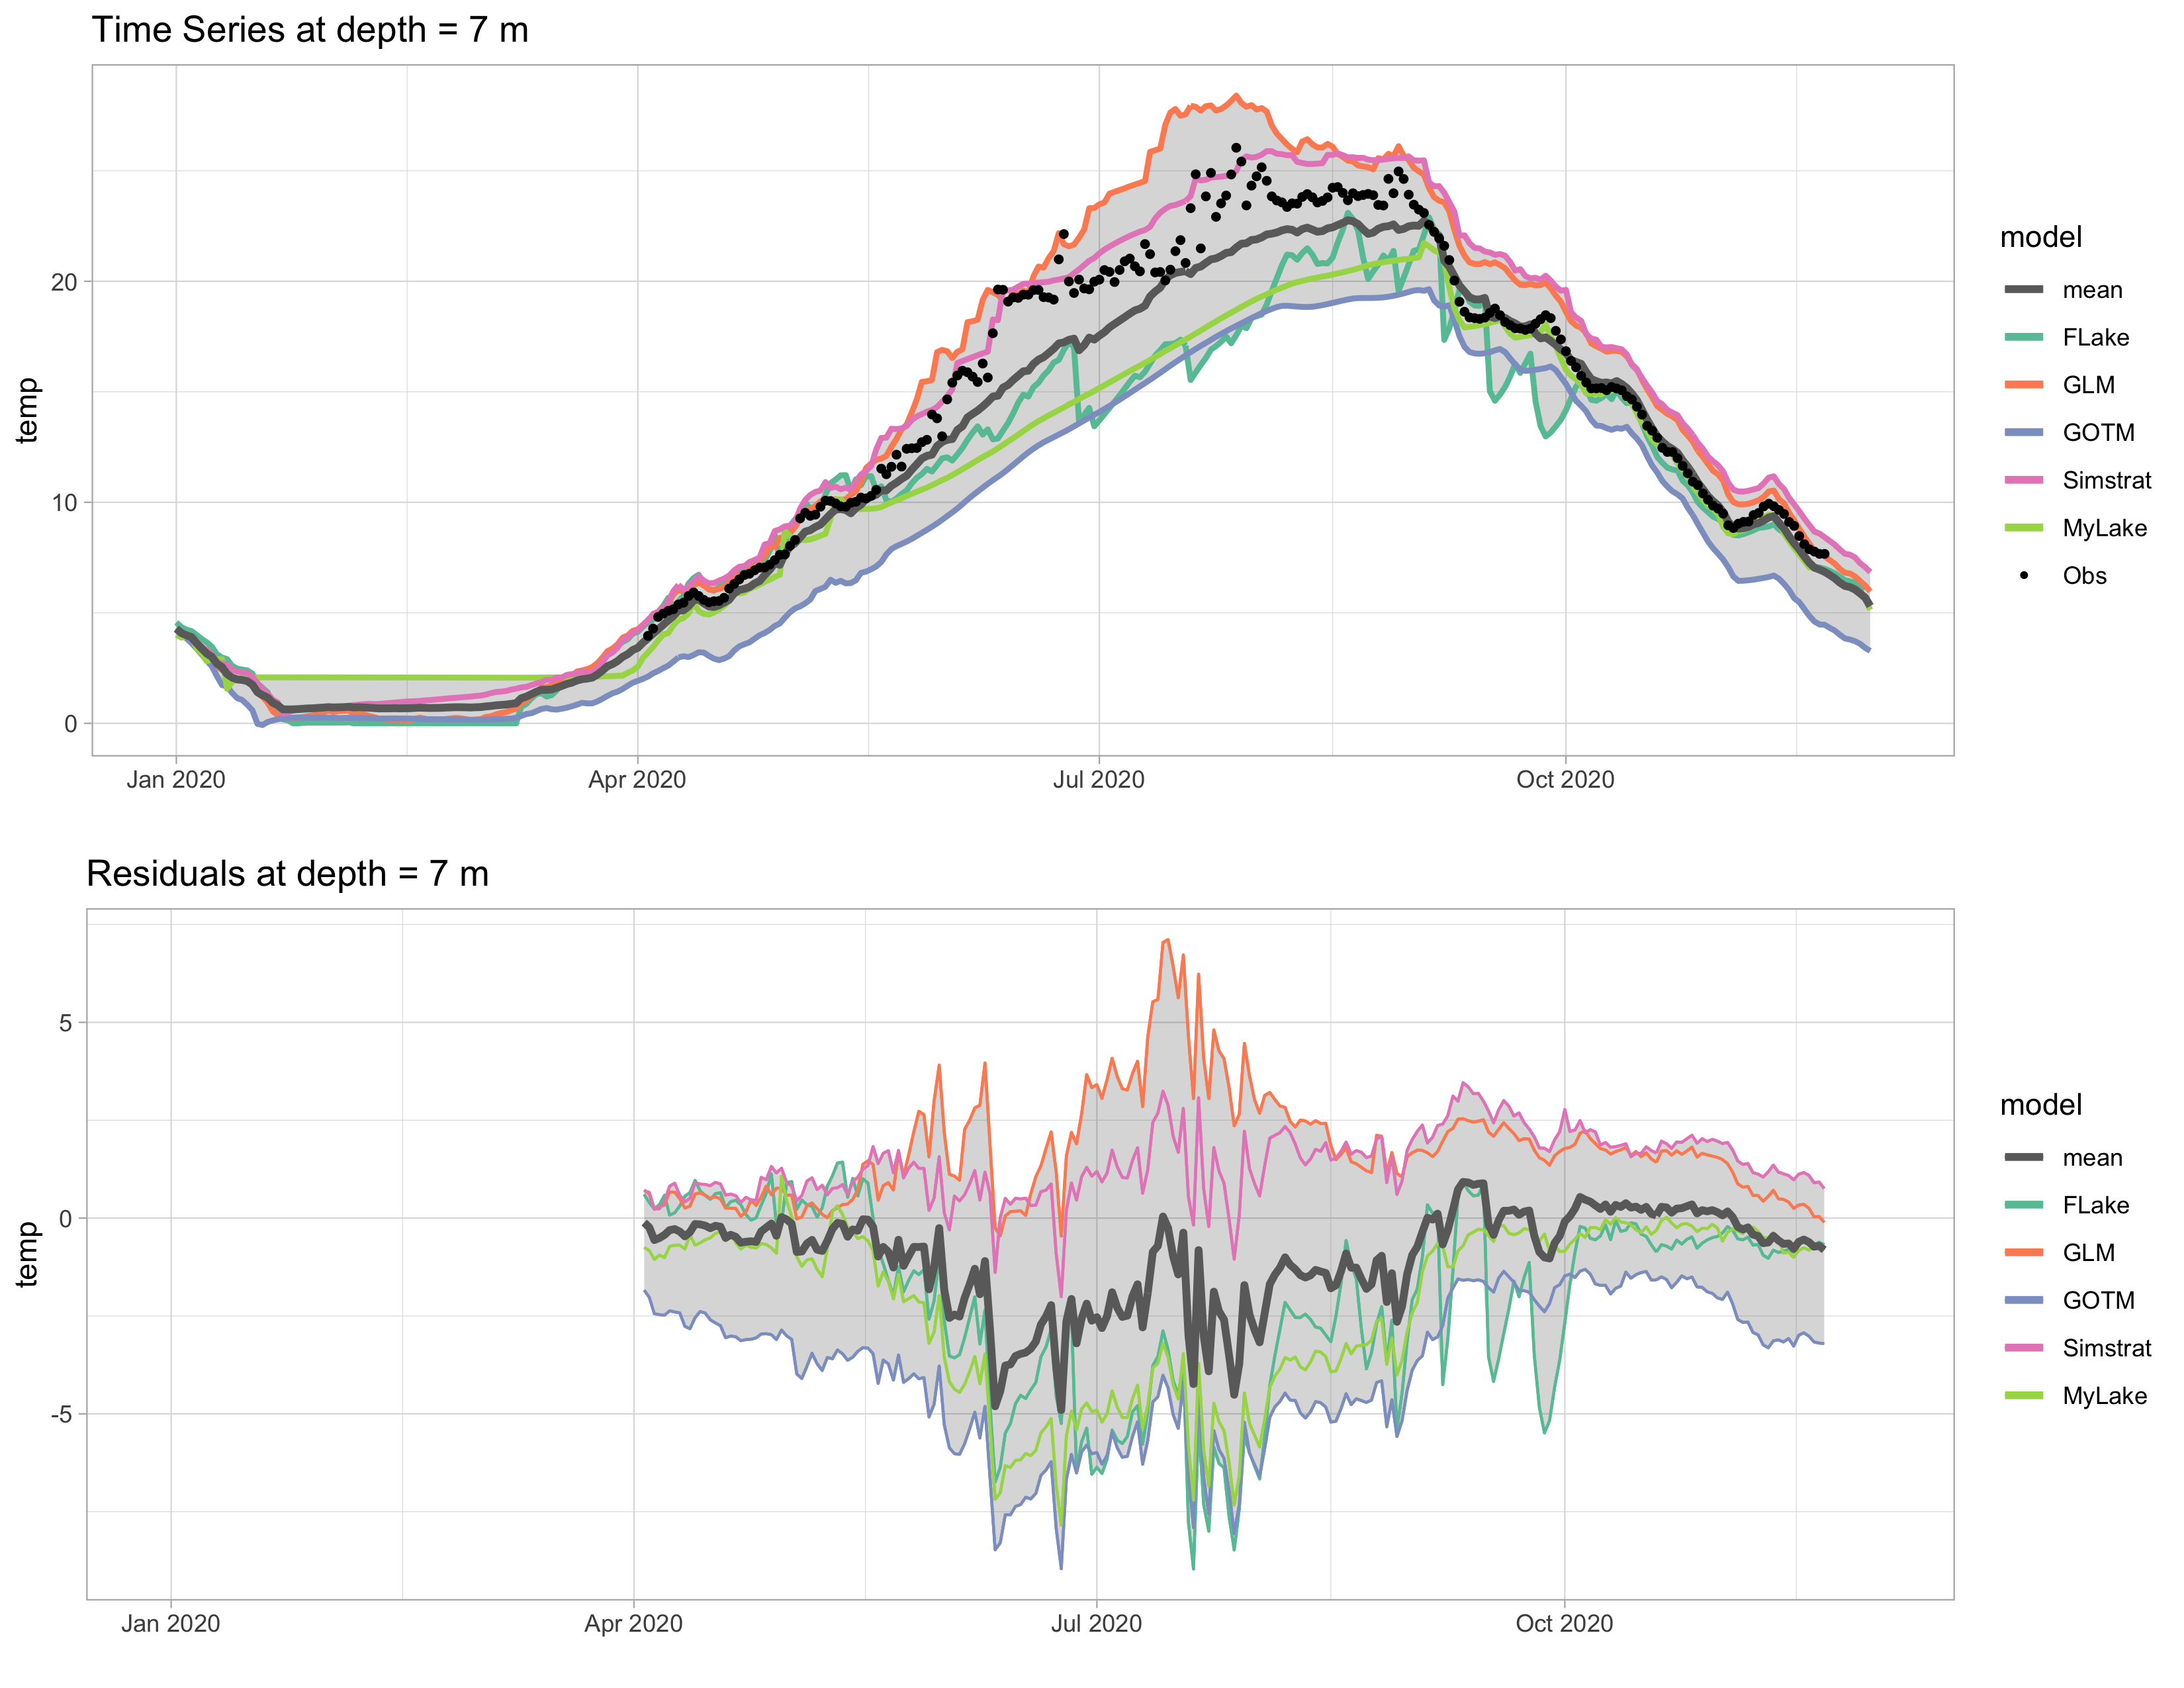 Time Series at depth = 7 m
temp
20
10
0
Jan 2020
Apr 2020
Jul 2020
Oct 2020
model
mean
FLake
GLM
GOTM
Simstrat
MyLake
Obs
Residuals at depth = 7 m
temp
5
0
-5
Jan 2020
Apr 2020
Jul 2020
Oct 2020
model
mean
FLake
GLM
GOTM
Simstrat
MyLake